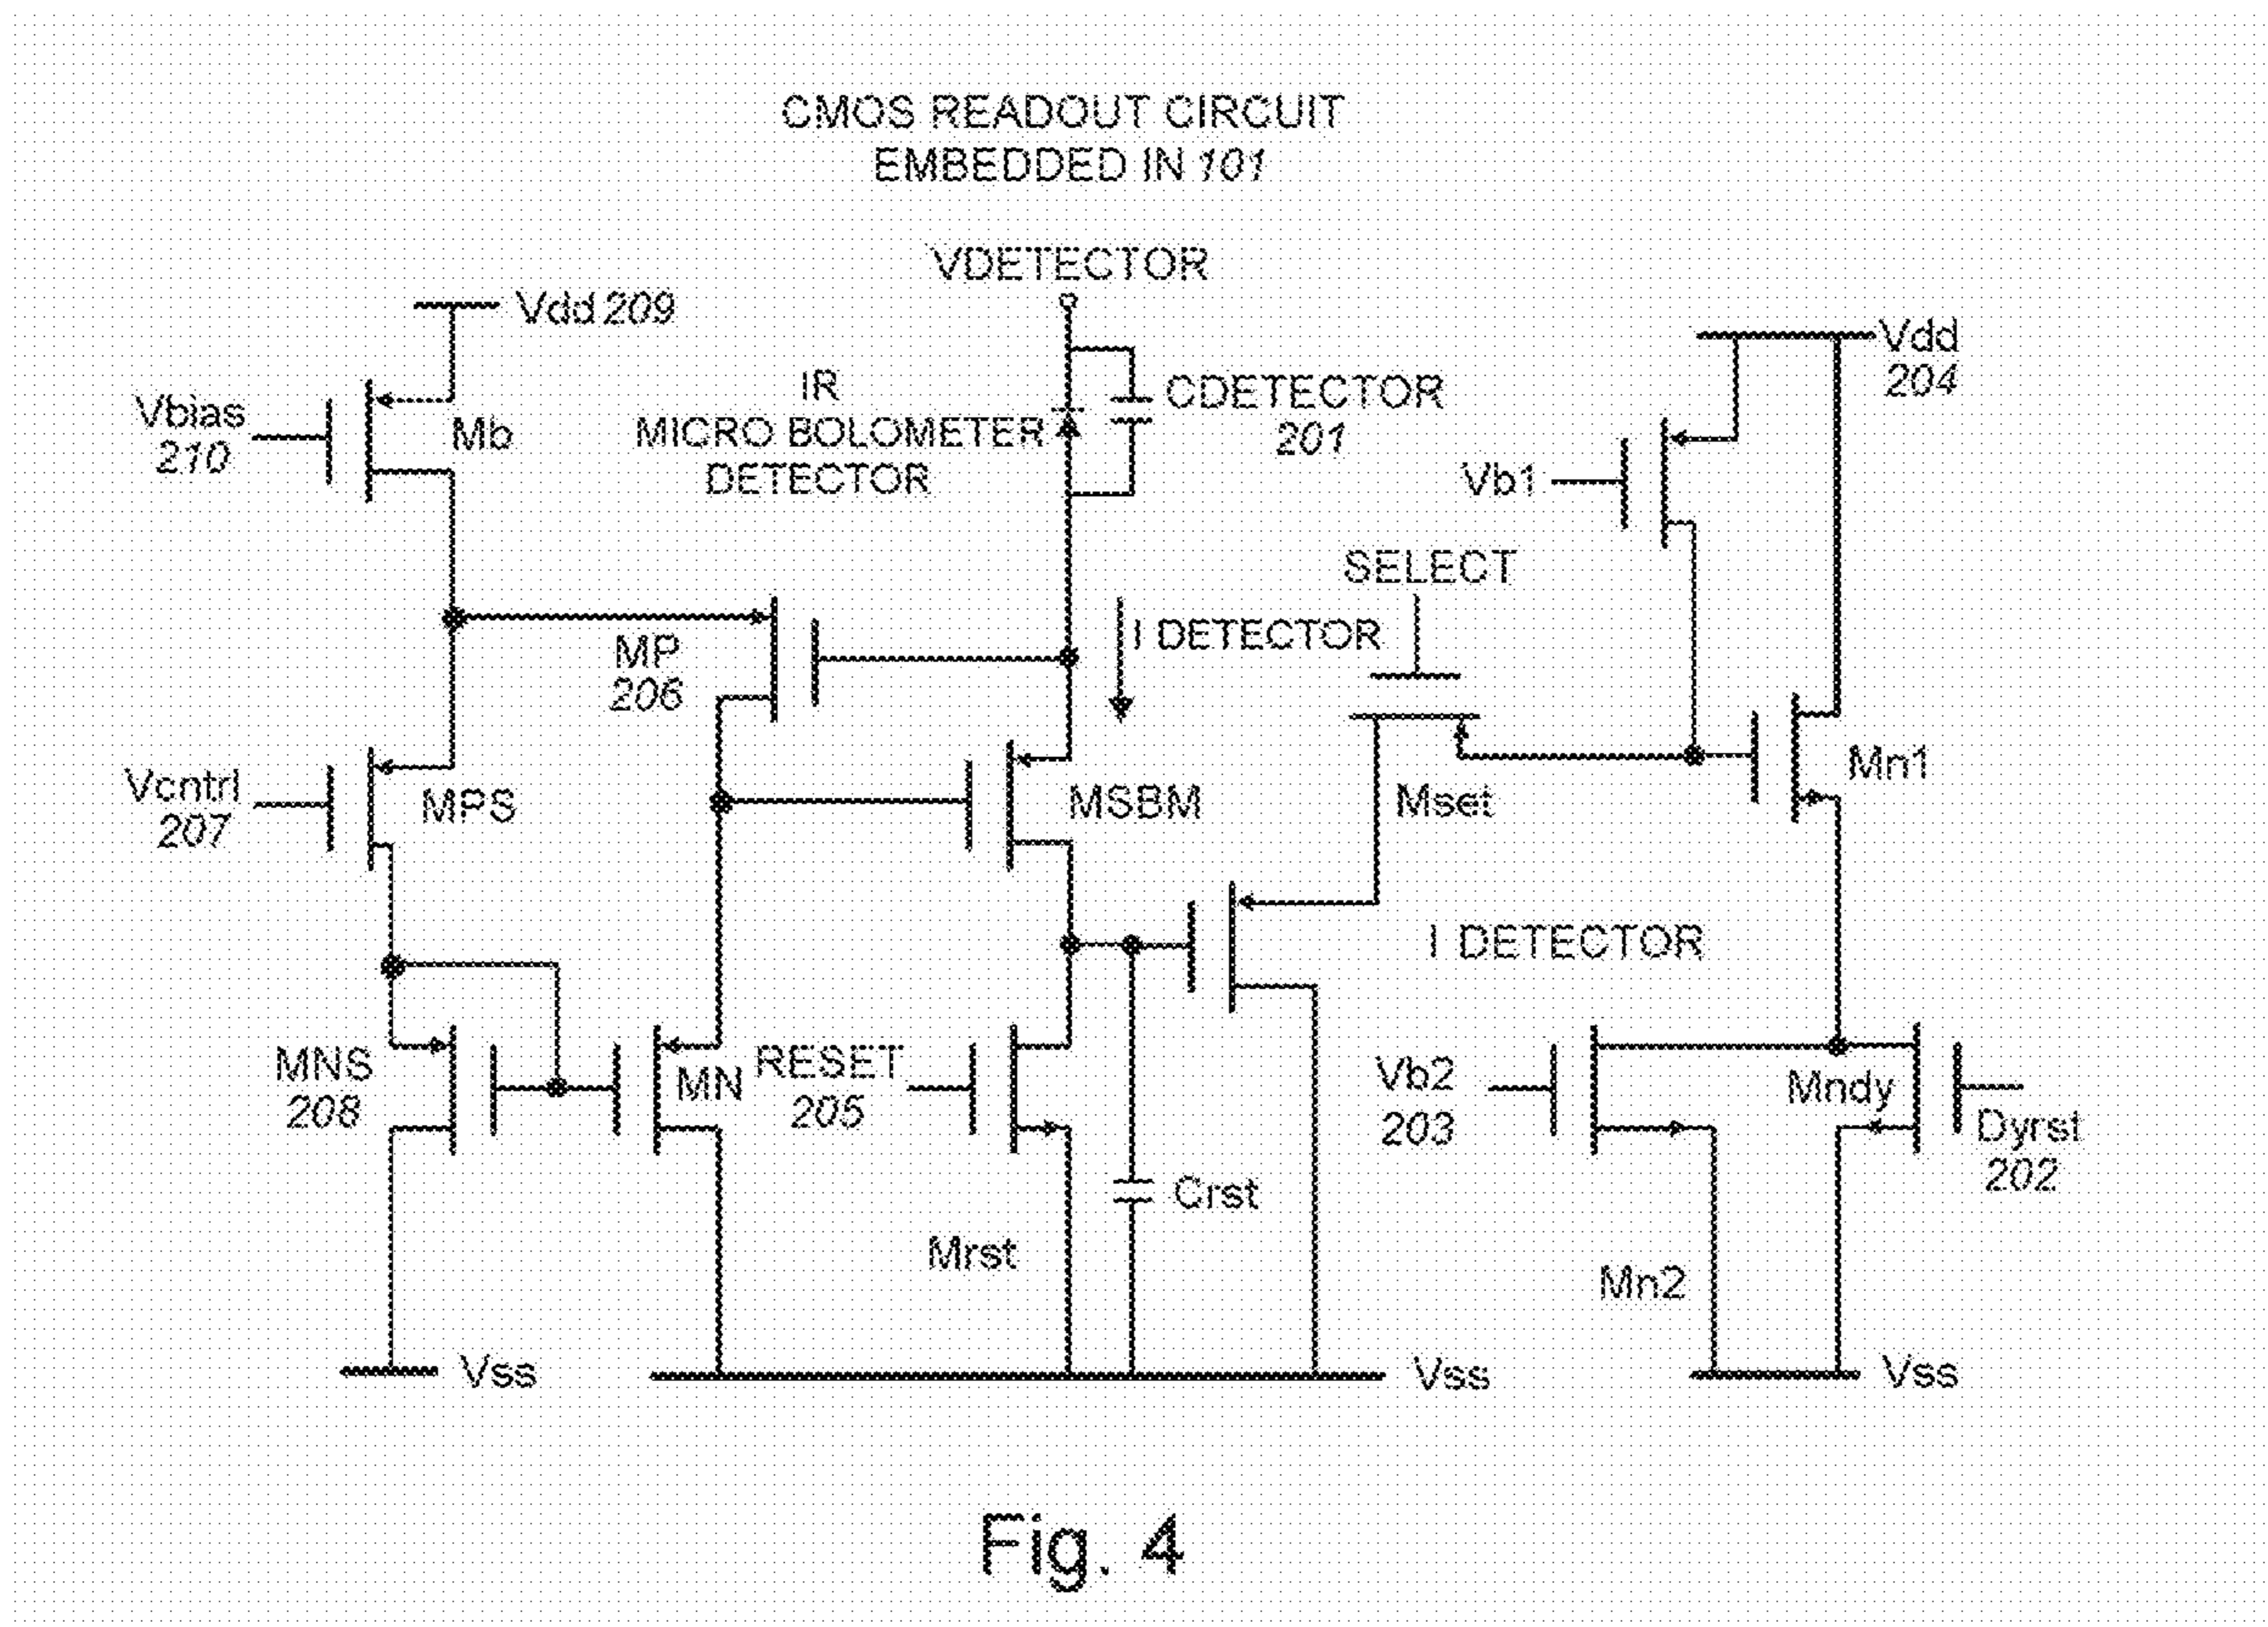 CMOS READOUT CIRCUIT
EMBEDDED IN 101
VDETECTOR
Vdd 209
Vdd
204
IR
MICRO BOLOMETER
DETECTOR
CDETECTOR
201
Vbias
210
Mb
Vb1
SELECT
I DETECTOR
MP
206
Vcntrl
207
MPS
MSBM
Mset
Mn1
I DETECTOR
MNS
208
MN
RESET
205
Vb2
203
Mndy
Dyrst
202
Crst
Mrst
Mn2
Vss
Vss
Vss
Fig. 4